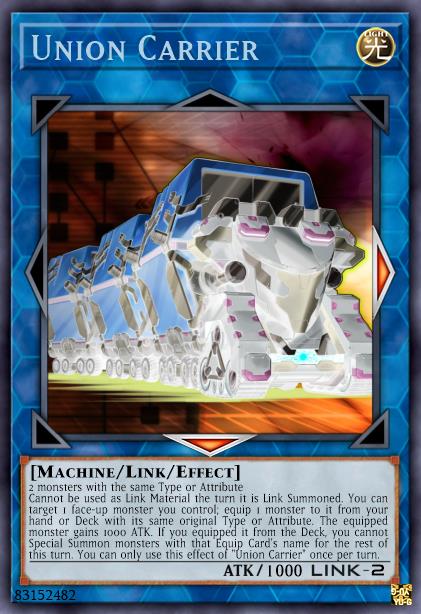 Union Carrier
LIGHT
光
[Machine/Link/Effect]
2 monsters with the same Type or Attribute
Cannot be used as Link Material the turn it is Link Summoned. You can
target 1 face-up monster you control; equip 1 monster to it from your
hand or Deck with its same original Type or Attribute. The equipped
monster gains 1000 ATK. If you equipped it from the Deck, you cannot
Special Summon monsters with that Equip Card's name for the rest of
this turn. You can only use this effect of "Union Carrier" once per turn.
ATK/1000 LINK-2
83152482